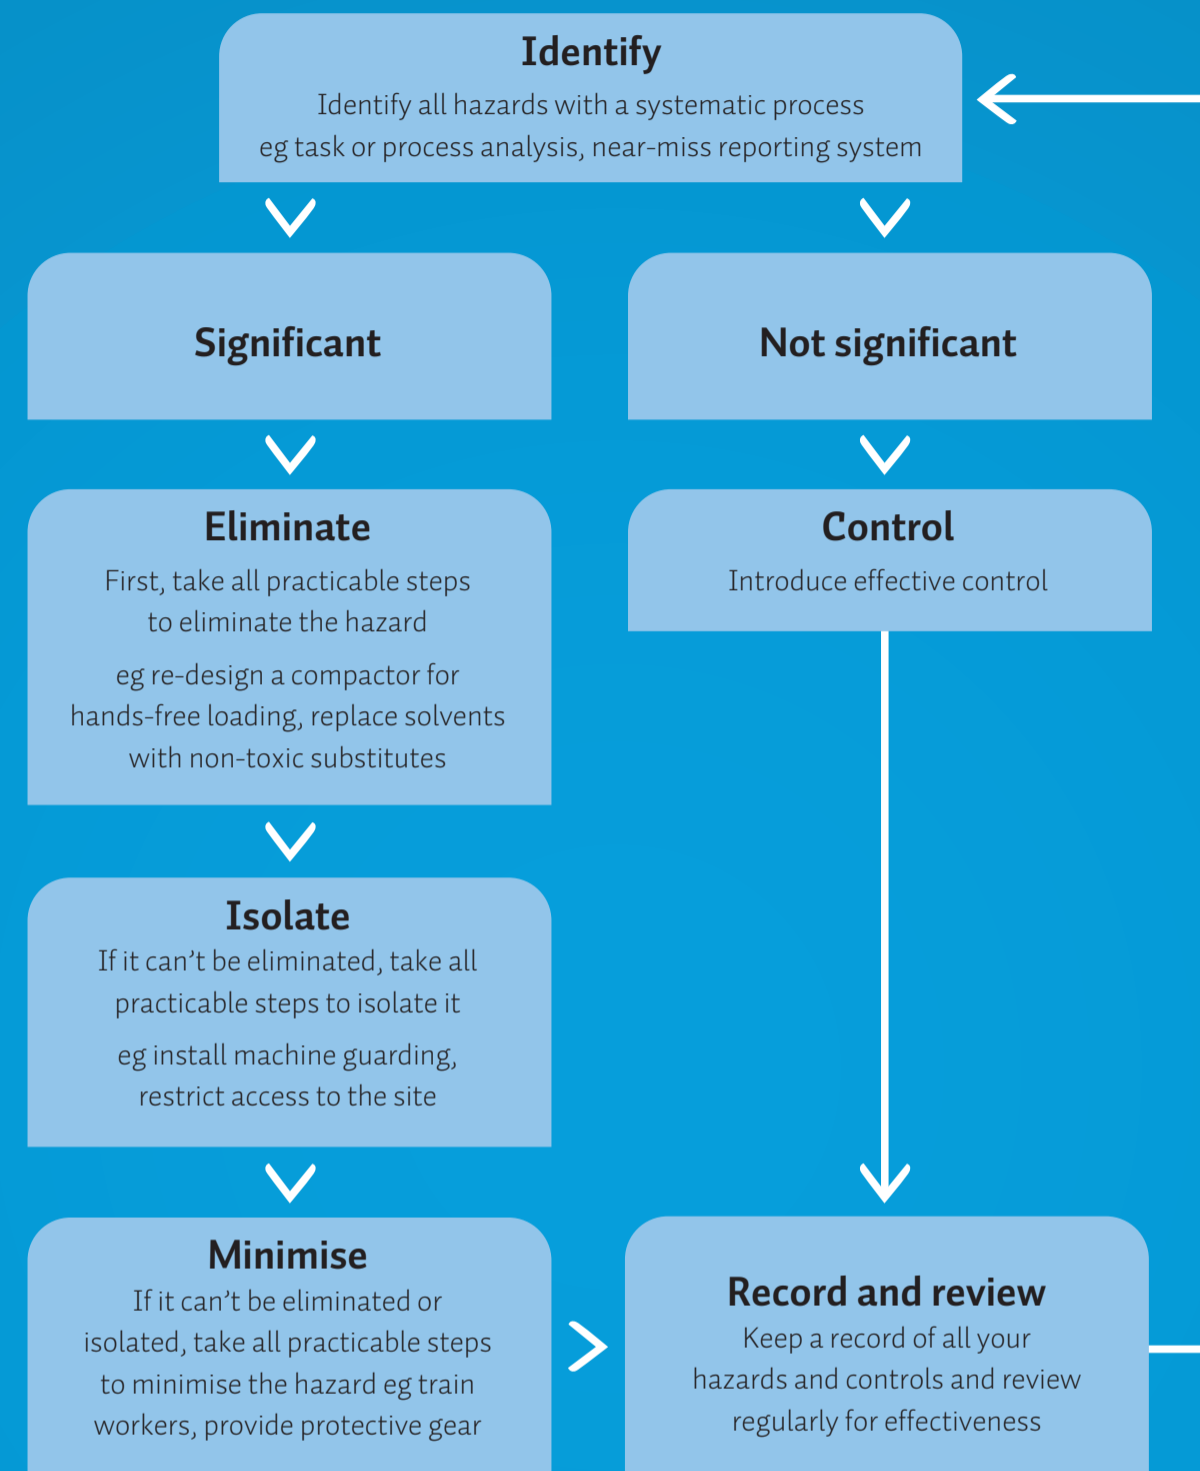 Identify
Identify all hazards with a systematic process
eg task or process analysis, near-miss reporting system
Significant
Not significant
Eliminate
First, take all practicable steps
to eliminate the hazard
eg re-design a compactor for
hands-free loading, replace solvents
with non-toxic substitutes
Control
Introduce effective control
Isolate
If it can’t be eliminated, take all
practicable steps to isolate it
eg install machine guarding,
restrict access to the site
Minimise
If it can’t be eliminated or
isolated, take all practicable steps
to minimise the hazard eg train
workers, provide protective gear
Record and review
Keep a record of all your
hazards and controls and review
regularly for effectiveness